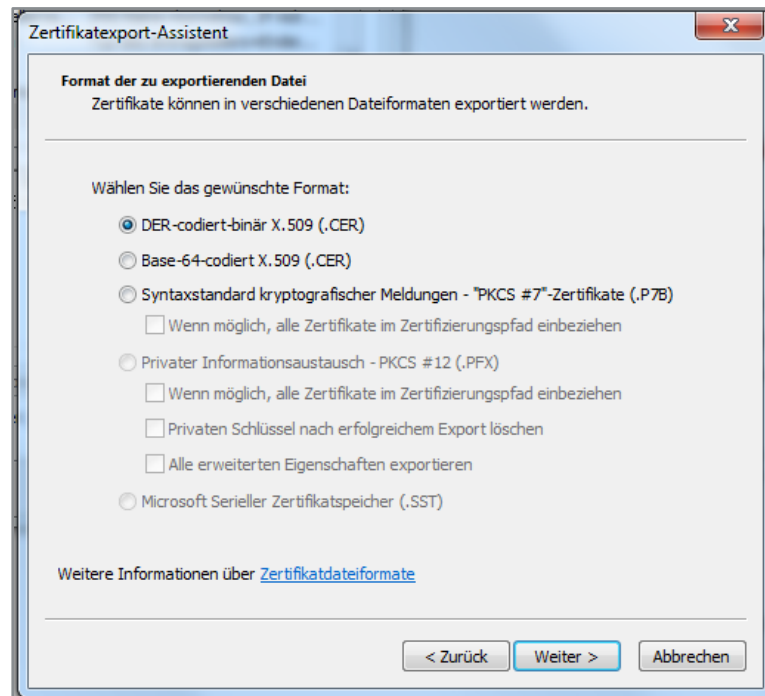 Zertifikatexport-Assistent
Format der zu exportierenden Datei
Zertifikate können in verschiedenen Dateiformaten exportiert werden.
Wählen Sie das gewünschte Format:
DER-codiert-binär X.509 (.CER)
Base-64-codiert X.509 (.CER)
Syntaxstandard kryptografischer Meldungen - "PKCS #7"-Zertifikate (.P7B)
Wenn möglich, alle Zertifikate im Zertifizierungspfad einbeziehen
Privater Informationsaustausch - PKCS #12 (.PFX)
Wenn möglich, alle Zertifikate im Zertifizierungspfad einbeziehen
Privaten Schlüssel nach erfolgreichem Export löschen
Alle erweiterten Eigenschaften exportieren
Microsoft Serieller Zertifikatspeicher (.SST)
Weitere Informationen über Zertifikatdateiformate
< Zurück Weiter > Abbrechen